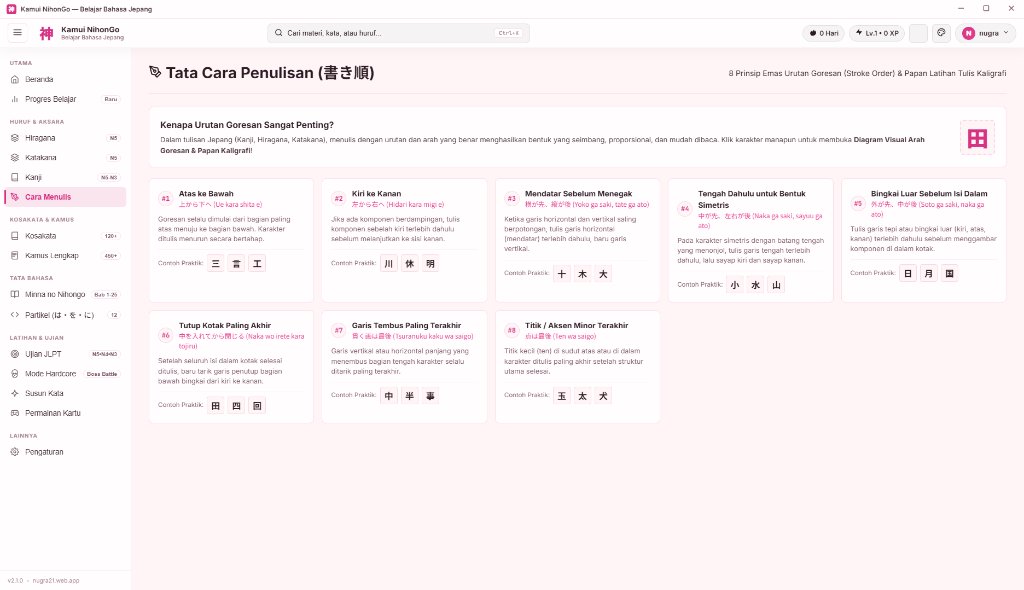 Kamui NihonGo — Belajar Bahasa Jepang
神 Kamui NihonGo
Belajar Bahasa Jepang
Cari materi, kata, atau huruf...
Ctrl+K
0 Hari
Lv.1 • 0 XP
N nugra
UTAMA
Beranda
Progres Belajar Baru
HURUF & AKSARA
Hiragana N5
Katakana N5
Kanji N5-N3
Cara Menulis
KOSAKATA & KAMUS
Kosakata 120+
Kamus Lengkap 460+
TATA BAHASA
Minna no Nihongo Bab 1-25
Partikel (は・を・に) 12
LATIHAN & UJIAN
Ujian JLPT N5•N4•N3
Mode Hardcore Boss Battle
Susun Kata
Permainan Kartu
LAINNYA
Pengaturan
v2.1.0 • nugra21.web.app
Tata Cara Penulisan (書き順)
8 Prinsip Emas Urutan Goresan (Stroke Order) & Papan Latihan Tulis Kaligrafi
Kenapa Urutan Goresan Sangat Penting?
Dalam tulisan Jepang (Kanji, Hiragana, Katakana), menulis dengan urutan dan arah yang benar menghasilkan bentuk yang seimbang, proporsional, dan mudah dibaca. Klik karakter manapun untuk membuka Diagram Visual Arah
Goresan & Papan Kaligrafi!
田
#1 Atas ke Bawah
上から下へ (Ue kara shita e)
Goresan selalu dimulai dari bagian paling
atas menuju ke bagian bawah. Karakter
ditulis menurun secara bertahap.
Contoh Praktik: 三 言 工
#2 Kiri ke Kanan
左から右へ (Hidari kara migi e)
Jika ada komponen berdampingan, tulis
komponen sebelah kiri terlebih dahulu
sebelum melanjutkan ke sisi kanan.
Contoh Praktik: 川 休 明
#3 Mendatar Sebelum Menegak
横が先、縦が後 (Yoko ga saki, tate ga ato)
Ketika garis horizontal dan vertikal saling
berpotongan, tulis garis horizontal
(mendatar) terlebih dahulu, baru garis
vertikal.
Contoh Praktik: 十 木 大
#4 Tengah Dahulu untuk Bentuk
Simetris
中が先、左右が後 (Naka ga saki, sayuu ga
ato)
Pada karakter simetris dengan batang tengah
yang menonjol, tulis garis tengah terlebih
dahulu, lalu sayap kiri dan sayap kanan.
Contoh Praktik: 小 水 山
#5 Bingkai Luar Sebelum Isi Dalam
外が先、中が後 (Soto ga saki, naka ga
ato)
Tulis garis tepi atau bingkai luar (kiri, atas,
kanan) terlebih dahulu sebelum menggambar
komponen di dalam kotak.
Contoh Praktik: 日 月 国
#6 Tutup Kotak Paling Akhir
中を入れてから閉じる (Naka wo irete kara
tojiru)
Setelah seluruh isi dalam kotak selesai
ditulis, baru tarik garis penutup bagian
bawah bingkai dari kiri ke kanan.
Contoh Praktik: 田 四 回
#7 Garis Tembus Paling Terakhir
貫く画は最後 (Tsuranuku kaku wa saigo)
Garis vertikal atau horizontal panjang yang
menembus bagian tengah karakter selalu
ditarik paling terakhir.
Contoh Praktik: 中 半 事
#8 Titik / Aksen Minor Terakhir
点は最後 (Ten wa saigo)
Titik kecil (ten) di sudut atas atau di dalam
karakter ditulis paling akhir setelah struktur
utama selesai.
Contoh Praktik: 玉 太 犬